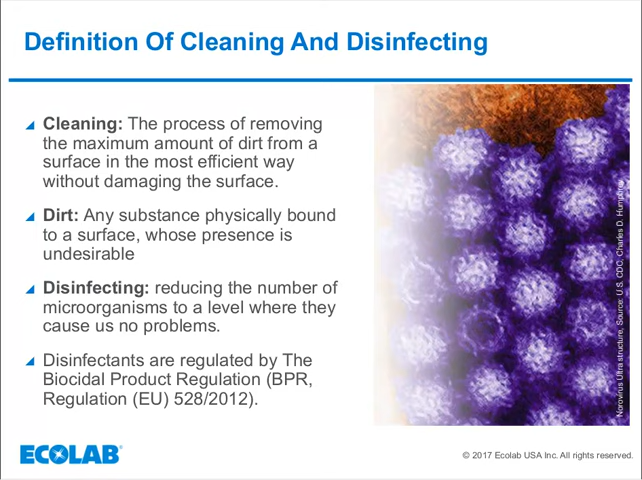 Definition Of Cleaning And Disinfecting
Cleaning: The process of removing
the maximum amount of dirt from a
surface in the most efficient way
without damaging the surface.
Dirt: Any substance physically bound
to a surface, whose presence is
undesirable
Disinfecting: reducing the number of
microorganisms to a level where they
cause us no problems.
Disinfectants are regulated by The
Biocidal Product Regulation (BPR,
Regulation (EU) 528/2012).
Norovirus Ultra structure, Source: U.S. CDC; Charles D. Humphrey
ECOLAB®
© 2017 Ecolab USA Inc. All rights reserved.